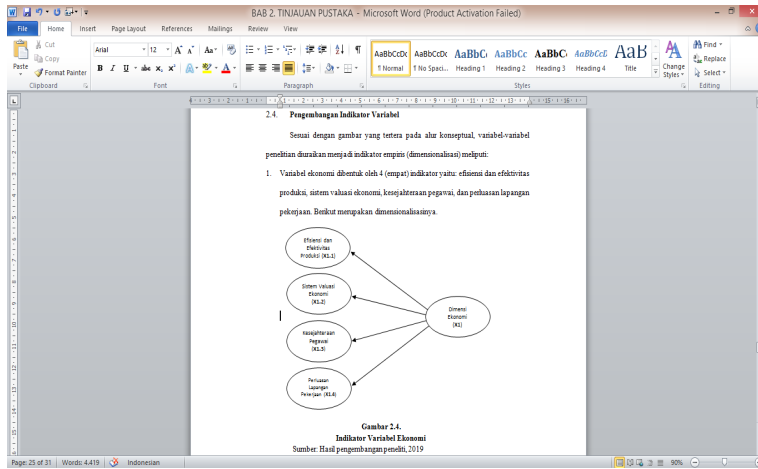 BAB 2. TINJAUAN PUSTAKA - Microsoft Word (Product Activation Failed)
File Home Insert Page Layout References Mailings Review View
Cut
Copy
Paste
Format Painter
Clipboard
Arial 12
Font
Paragraph
AaBbCcDc AaBbCcDc AaBbC AaBbCc AaBbC AaBbCcD AaB
¶ Normal ¶ No Spaci... Heading 1 Heading 2 Heading 3 Heading 4 Title
Styles
Change Styles
Find
Replace
Select
Editing
2.4. Pengembangan Indikator Variabel
Sesuai dengan gambar yang tertera pada alur konseptual, variabel-variabel
penelitian diuraikan menjadi indikator empiris (dimensionalisasi) meliputi:
1. Variabel ekonomi dibentuk oleh 4 (empat) indikator yaitu: efisiensi dan efektivitas
produksi, sistem valuasi ekonomi, kesejahteraan pegawai, dan perluasan lapangan
pekerjaan. Berikut merupakan dimensionalisasinya.
Efisiensi dan
Efektivitas
Produksi (X1.1)
Sistem Valuasi
Ekonomi
(X1.2)
Kesejahteraan
Pegawai
(X1.3)
Perluasan
Lapangan
Pekerjaan (X1.4)
Dimensi
Ekonomi
(X1)
Gambar 2.4.
Indikator Variabel Ekonomi
Sumber: Hasil pengembangan peneliti, 2019
Page: 25 of 31 Words: 4.419 Indonesian 90%